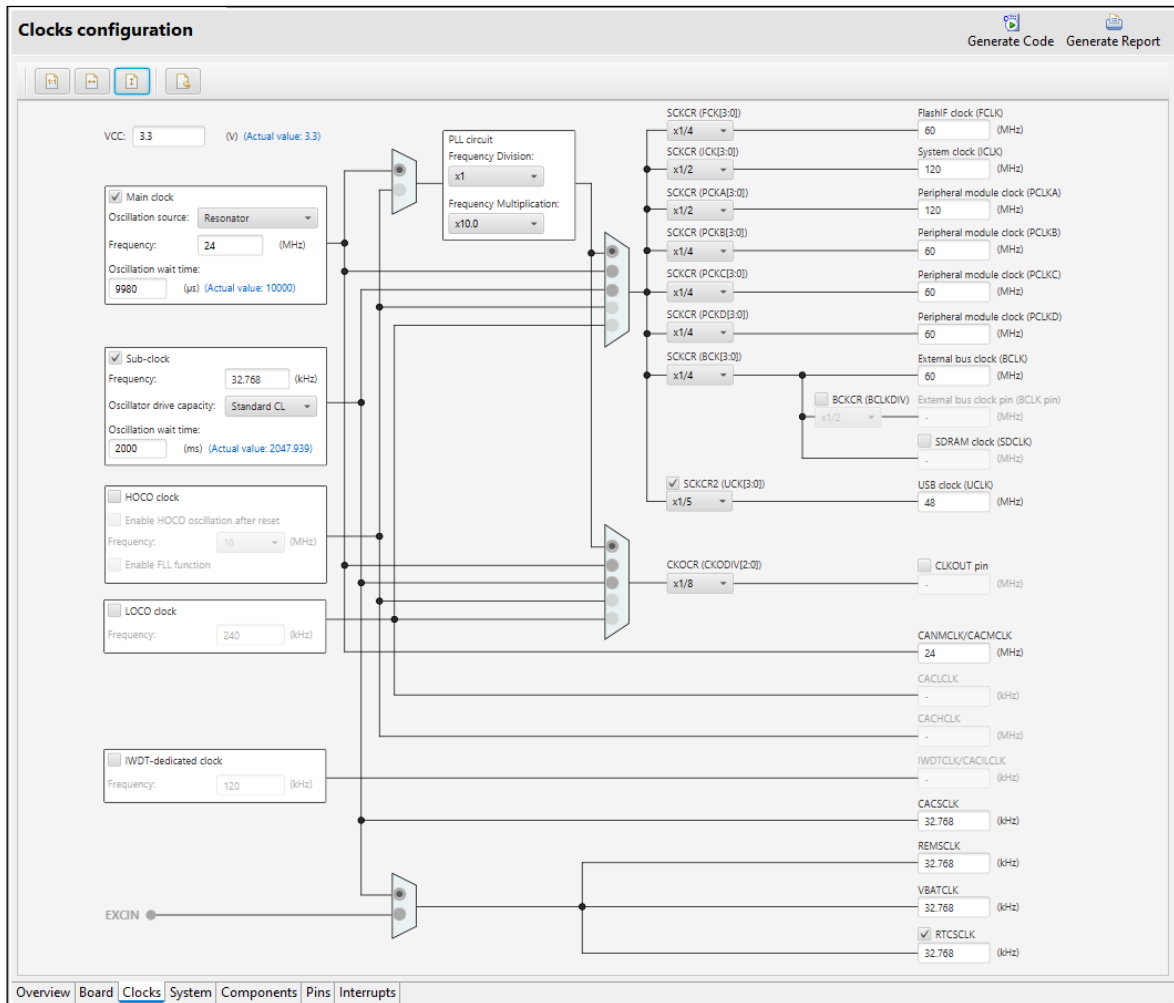 Clocks configuration
Generate Code Generate Report
1:1
VCC: 3.3 (V) (Actual value: 3.3)
Main clock
Oscillation source: Resonator
Frequency: 24 (MHz)
Oscillation wait time:
9980 (µs) (Actual value: 10000)
Sub-clock
Frequency: 32.768 (kHz)
Oscillator drive capacity: Standard CL
Oscillation wait time:
2000 (ms) (Actual value: 2047.939)
HOCO clock
Enable HOCO oscillation after reset
Frequency: 16 (MHz)
Enable FLL function
LOCO clock
Frequency: 240 (kHz)
IWDT-dedicated clock
Frequency: 120 (kHz)
EXCIN
PLL circuit
Frequency Division:
x1
Frequency Multiplication:
x10.0
SCKCR (FCK[3:0])
x1/4
SCKCR (ICK[3:0])
x1/2
SCKCR (PCKA[3:0])
x1/2
SCKCR (PCKB[3:0])
x1/4
SCKCR (PCKC[3:0])
x1/4
SCKCR (PCKD[3:0])
x1/4
SCKCR (BCK[3:0])
x1/4
BCKCR (BCLKDIV)
x1/2
SCKCR2 (UCK[3:0])
x1/5
CKOCR (CKODIV[2:0])
x1/8
FlashIF clock (FCLK)
60 (MHz)
System clock (ICLK)
120 (MHz)
Peripheral module clock (PCLKA)
120 (MHz)
Peripheral module clock (PCLKB)
60 (MHz)
Peripheral module clock (PCLKC)
60 (MHz)
Peripheral module clock (PCLKD)
60 (MHz)
External bus clock (BCLK)
60 (MHz)
External bus clock pin (BCLK pin)
- (MHz)
SDRAM clock (SDCLK)
- (MHz)
USB clock (UCLK)
48 (MHz)
CLKOUT pin
- (MHz)
CANMCLK/CACMCLK
24 (MHz)
CACLCLK
- (kHz)
CACHCLK
- (MHz)
IWDTCLK/CACILCLK
- (kHz)
CACSCLK
32.768 (kHz)
REMSCLK
32.768 (kHz)
VBATCLK
32.768 (kHz)
RTCSCLK
32.768 (kHz)
Overview Board Clocks System Components Pins Interrupts